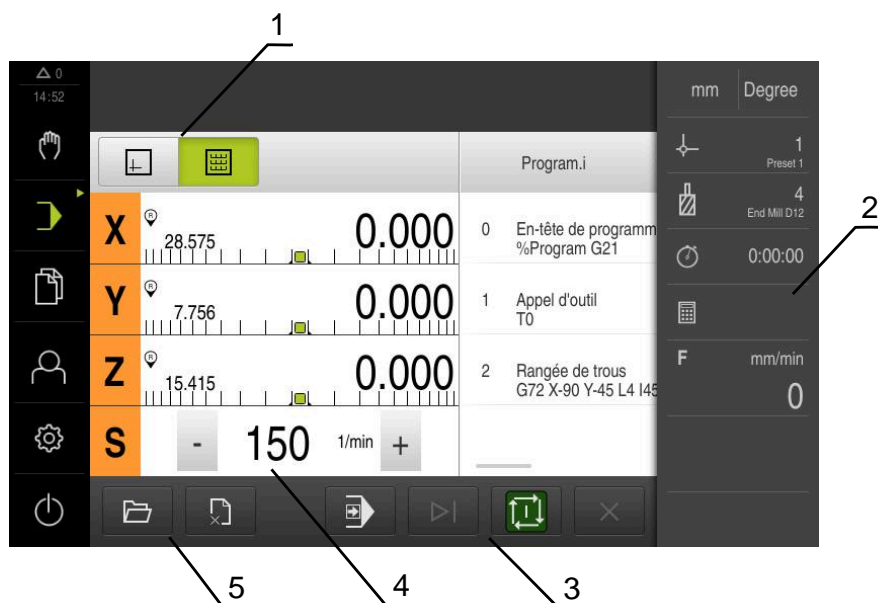 1
0
14:52
mm Degree
1
Preset 1
4
End Mill D12
2
0:00:00
F mm/min
0
Program.i
X R 28.575 0.000
0 En-tête de programm
%Program G21
Y R 7.756 0.000
1 Appel d'outil
T0
Z R 15.415 0.000
2 Rangée de trous
G72 X-90 Y-45 L4 I45
S - 150 1/min +
I
5 4 3